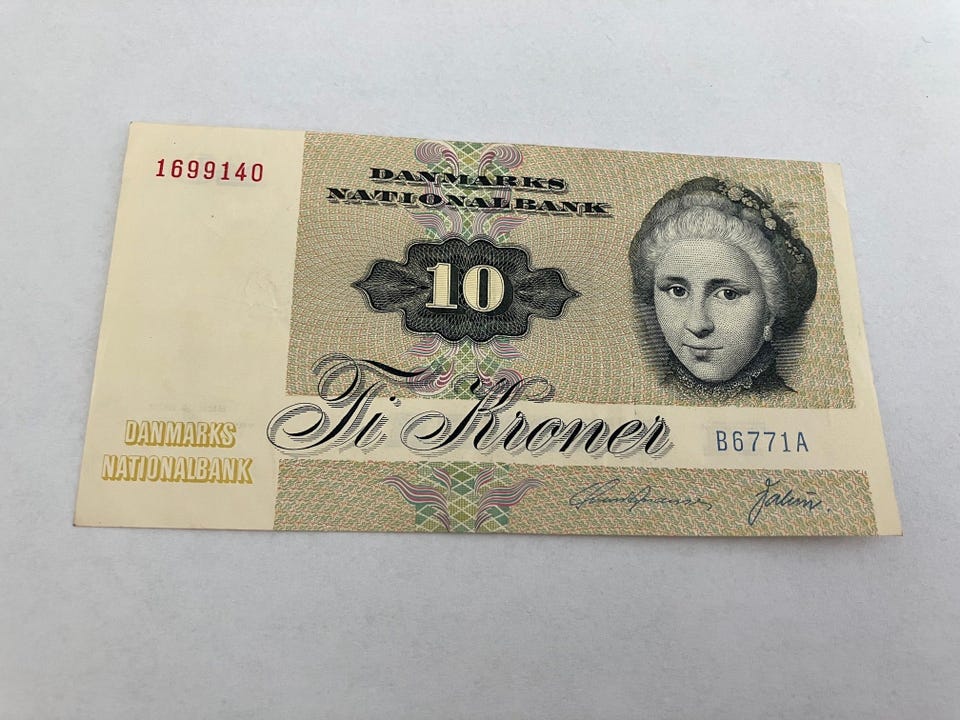 1699140
DANMARKS
NATIONALBANK
10
Ti Kroner
B6771A
DANMARKS
NATIONALBANK